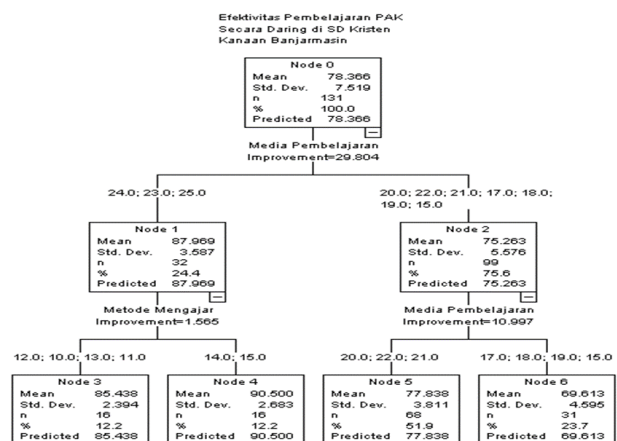 Efektivitas Pembelajaran PAK
Secara Daring di SD Kristen
Kanaan Banjarmasin
Node 0
Mean 78.366
Std. Dev. 7.519
n 131
% 100.0
Predicted 78.366
Media Pembelajaran
Improvement=29.804
24.0; 23.0; 25.0
20.0; 22.0; 21.0; 17.0; 18.0;
19.0; 15.0
Node 1
Mean 87.969
Std. Dev. 3.587
n 32
% 24.4
Predicted 87.969
Node 2
Mean 75.263
Std. Dev. 5.576
n 99
% 75.6
Predicted 75.263
Metode Mengajar
Improvement=1.565
Media Pembelajaran
Improvement=10.997
12.0; 10.0; 13.0; 11.0
14.0; 15.0
20.0; 22.0; 21.0
17.0; 18.0; 19.0; 15.0
Node 3
Mean 85.438
Std. Dev. 2.394
n 16
% 12.2
Predicted 85.438
Node 4
Mean 90.500
Std. Dev. 2.683
n 16
% 12.2
Predicted 90.500
Node 5
Mean 77.838
Std. Dev. 3.811
n 68
% 51.9
Predicted 77.838
Node 6
Mean 69.613
Std. Dev. 4.595
n 31
% 23.7
Predicted 69.613